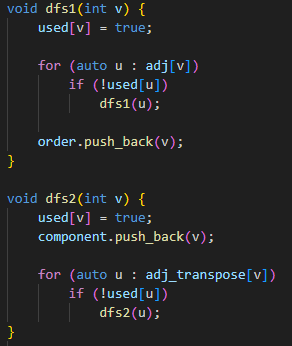 void dfs1(int v) {
    used[v] = true;

    for (auto u : adj[v])
        if (!used[u])
            dfs1(u);

    order.push_back(v);
}

void dfs2(int v) {
    used[v] = true;
    component.push_back(v);

    for (auto u : adj_transpose[v])
        if (!used[u])
            dfs2(u);
}